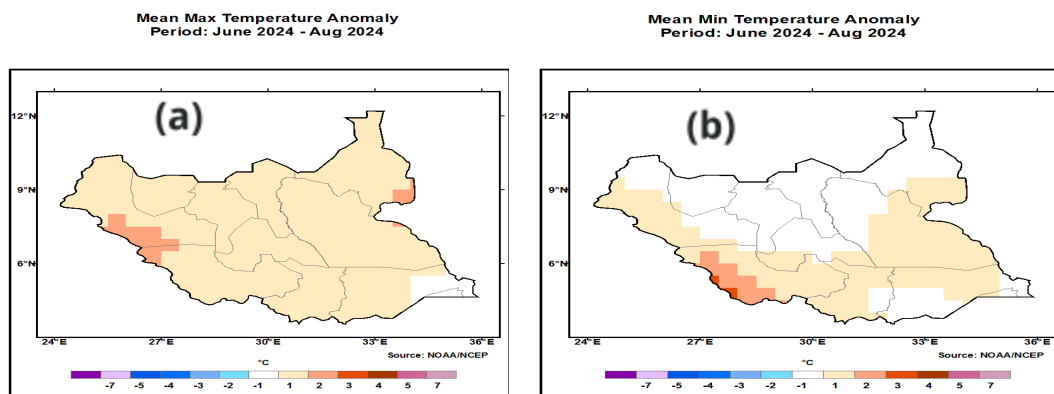 Mean Max Temperature Anomaly
Period: June 2024 - Aug 2024
(a)
12°N
9°N
6°N
24°E 27°E 30°E 33°E 36°E
Source: NOAA/NCEP
°C
-7 -5 -4 -3 -2 -1 1 2 3 4 5 7
Mean Min Temperature Anomaly
Period: June 2024 - Aug 2024
(b)
12°N
9°N
6°N
24°E 27°E 30°E 33°E 36°E
Source: NOAA/NCEP
°C
-7 -5 -4 -3 -2 -1 1 2 3 4 5 7